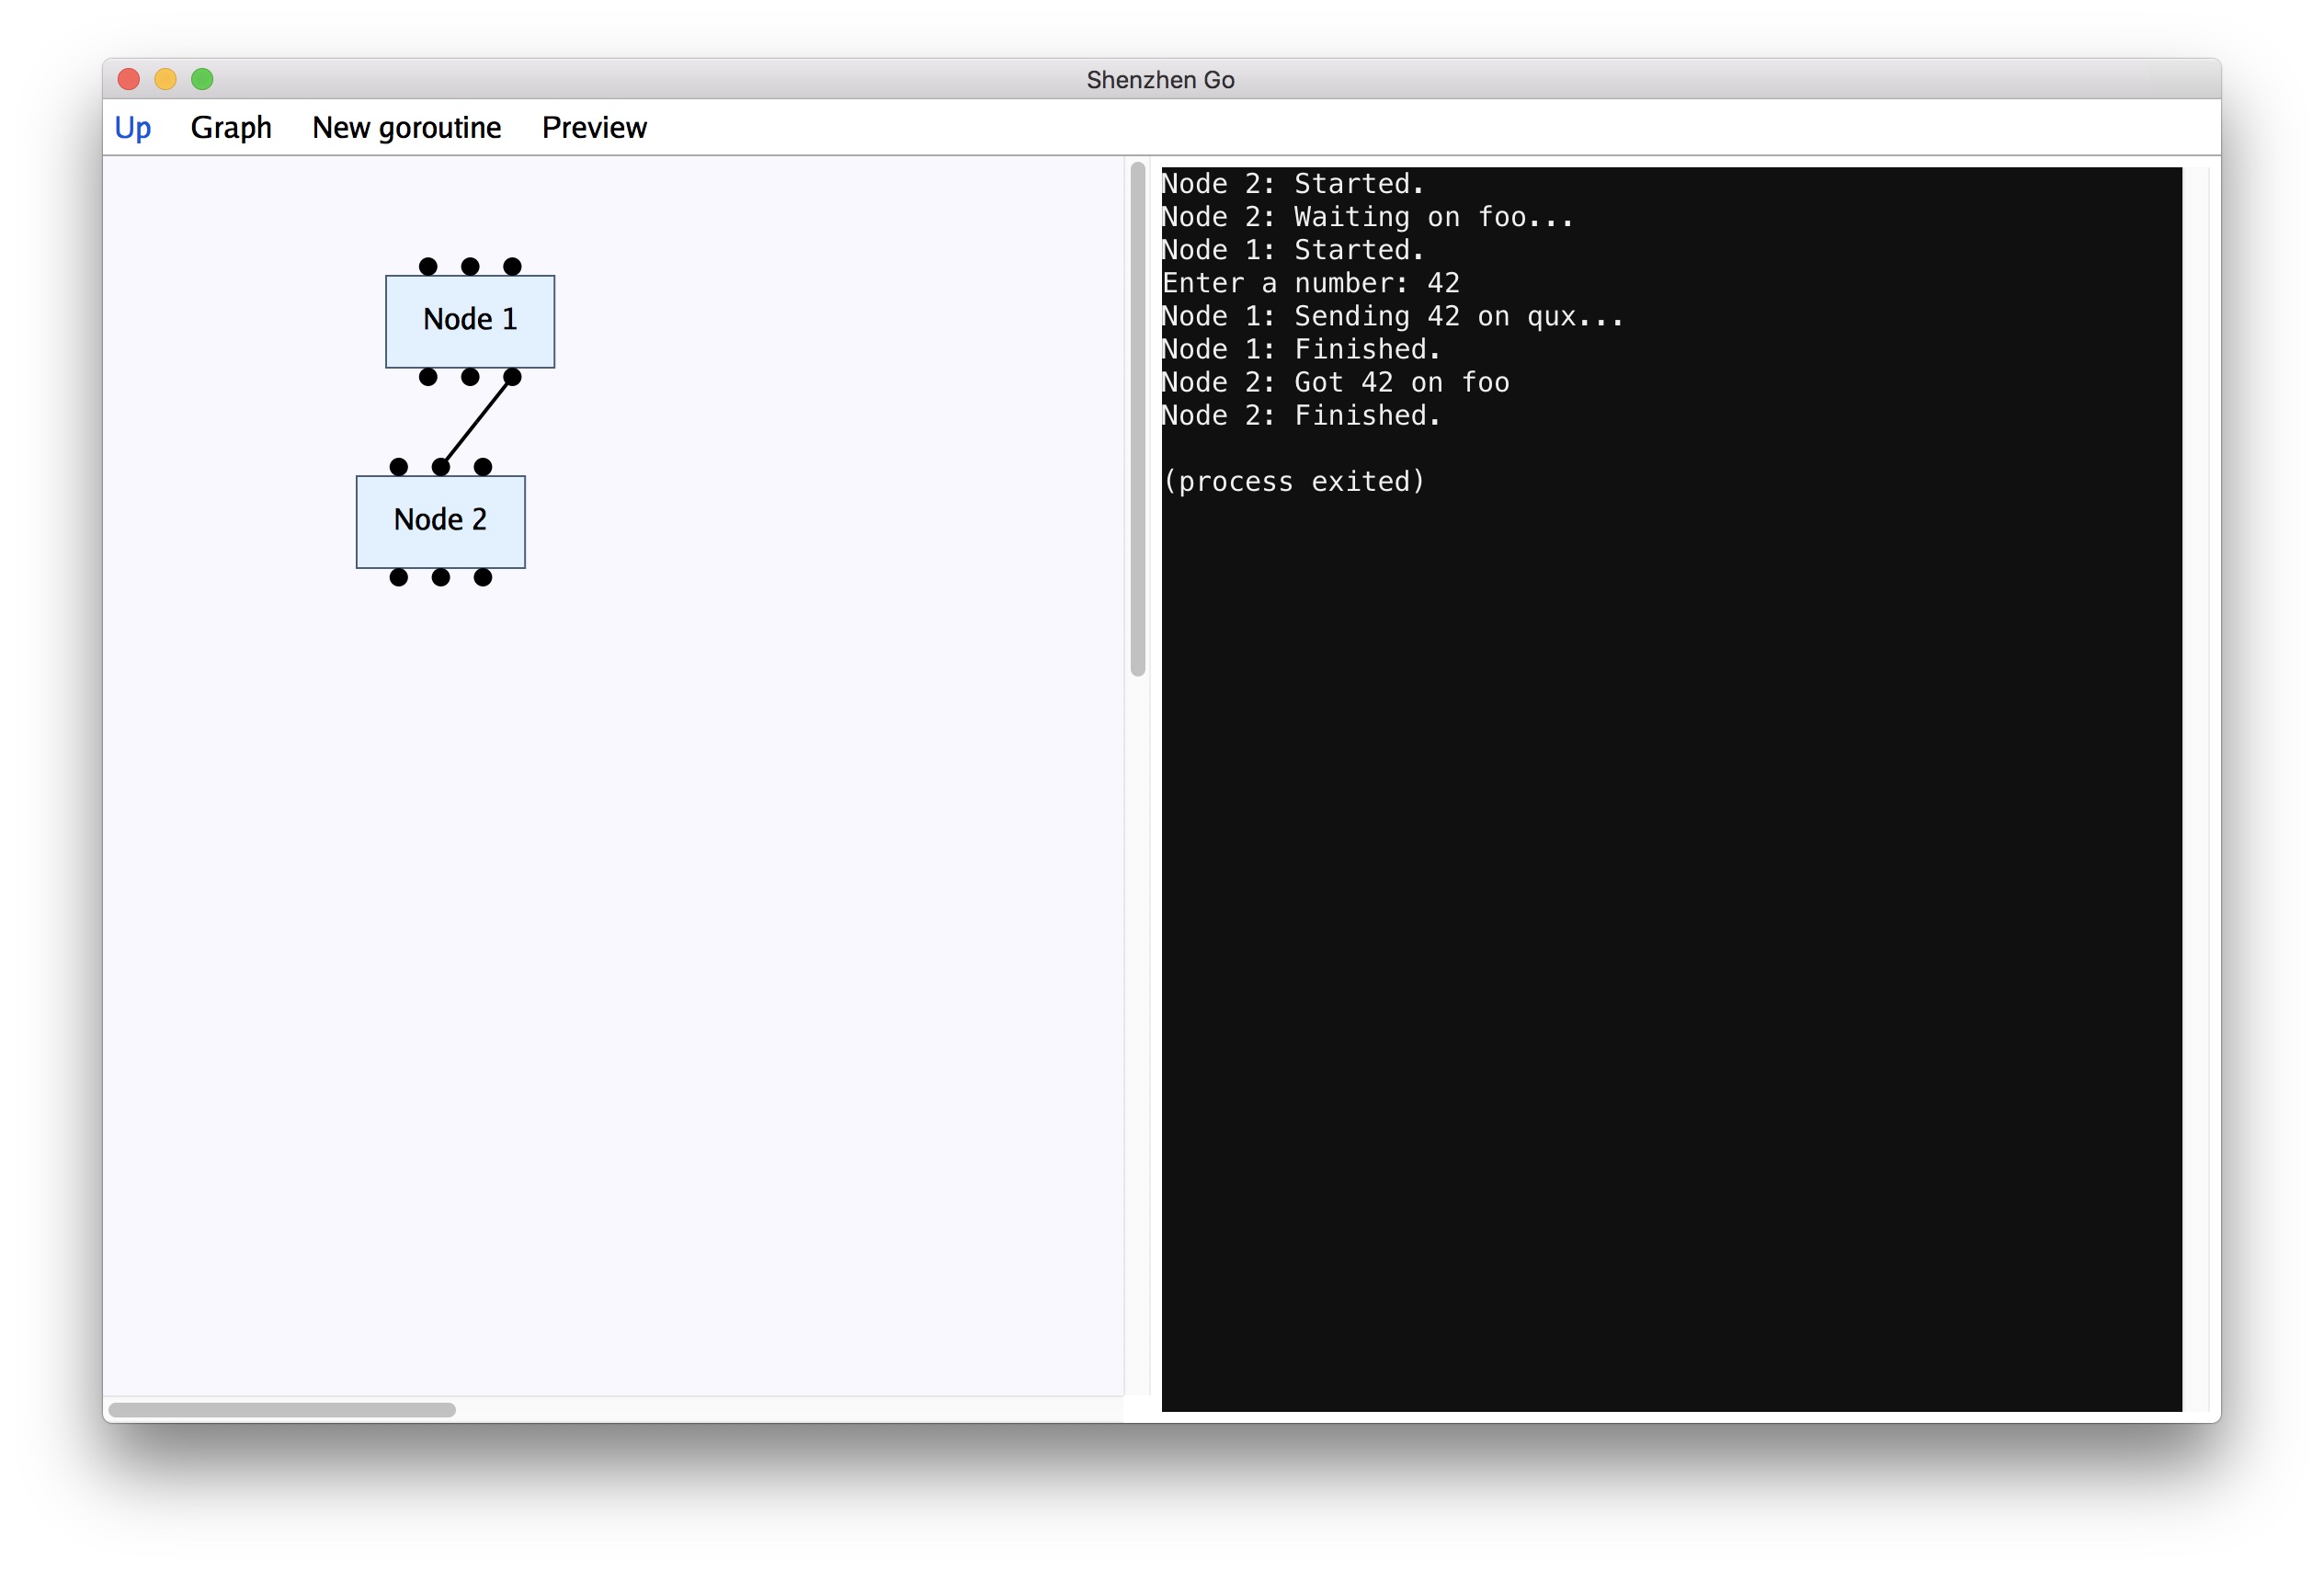 Shenzhen Go
Up Graph New goroutine Preview
Node 1
Node 2
Node 2: Started.
Node 2: Waiting on foo...
Node 1: Started.
Enter a number: 42
Node 1: Sending 42 on qux...
Node 1: Finished.
Node 2: Got 42 on foo
Node 2: Finished.
(process exited)